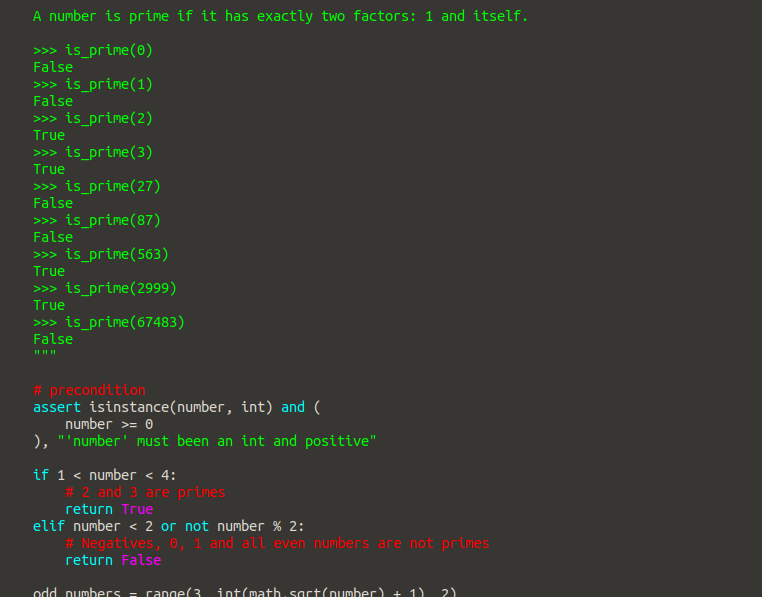 A number is prime if it has exactly two factors: 1 and itself.
>>> is_prime(0)
False
>>> is_prime(1)
False
>>> is_prime(2)
True
>>> is_prime(3)
True
>>> is_prime(27)
False
>>> is_prime(87)
False
>>> is_prime(563)
True
>>> is_prime(2999)
True
>>> is_prime(67483)
False
"""
# precondition
assert isinstance(number, int) and (
    number >= 0
), "'number' must been an int and positive"
if 1 < number < 4:
    # 2 and 3 are primes
    return True
elif number < 2 or not number % 2:
    # Negatives, 0, 1 and all even numbers are not primes
    return False
odd_numbers = range(3, int(math.sqrt(number) + 1), 2)